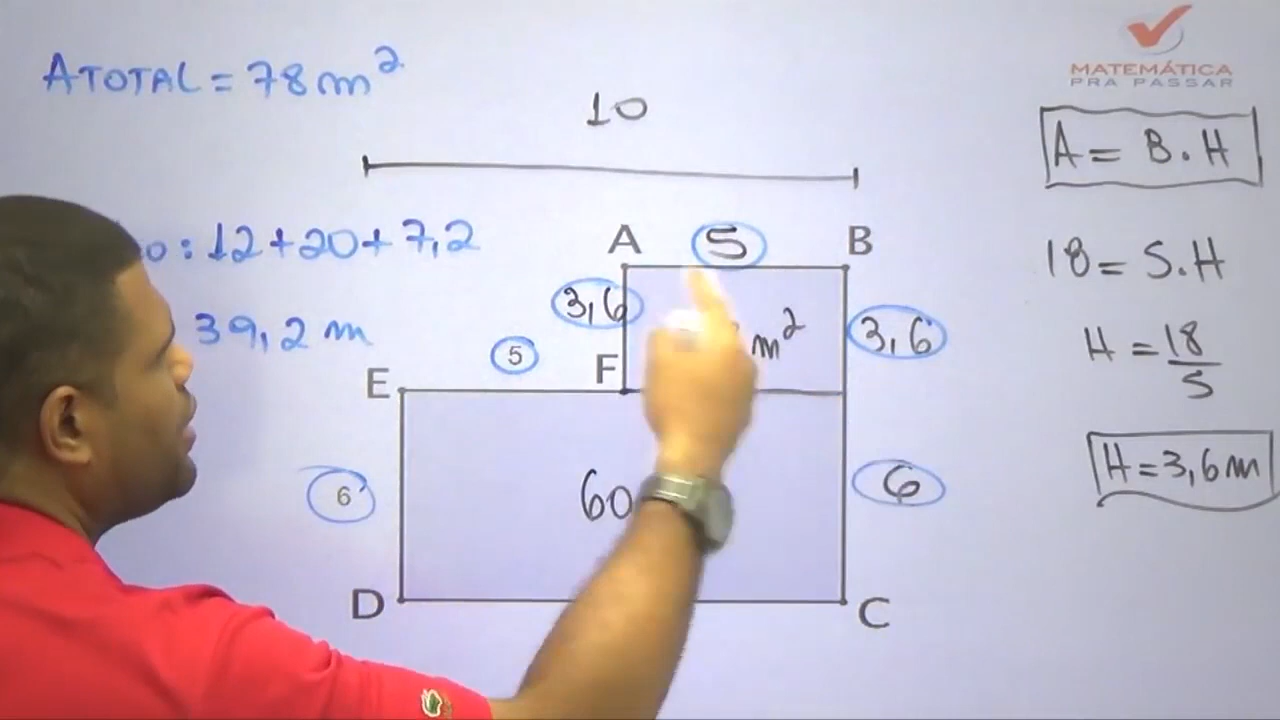 ATOTAL = 78 m²
MATEMÁTICA
PRA PASSAR
10
A = B . H
: 12 + 20 + 7,2
A
5
B
18 = 5.H
39,2 m
3,6
m²
3,6
H = 18
5
5
F
E
6
60
6
H = 3,6 m
D
C